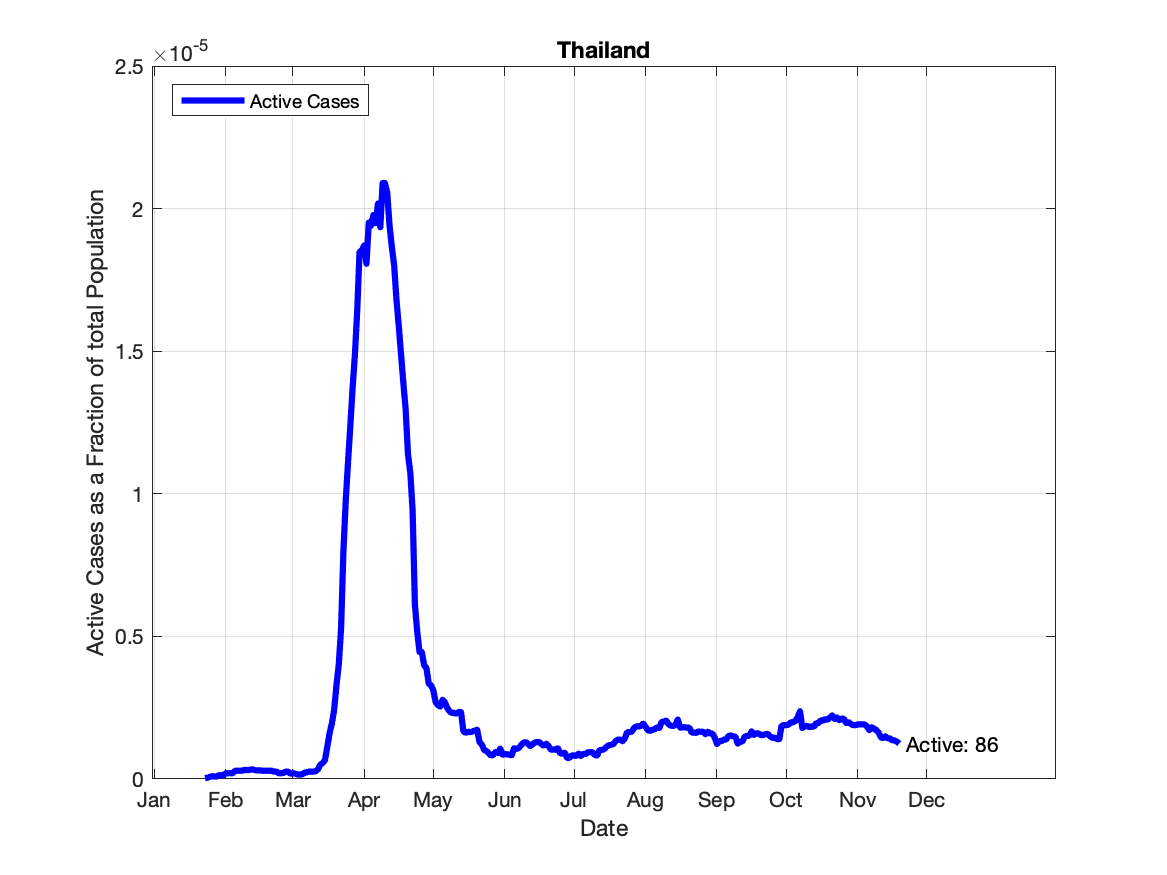 Thailand
×10-5
2.5
2
1.5
1
0.5
0
Active Cases as a Fraction of total Population
Active Cases
Active: 86
Jan Feb Mar Apr May Jun Jul Aug Sep Oct Nov Dec
Date